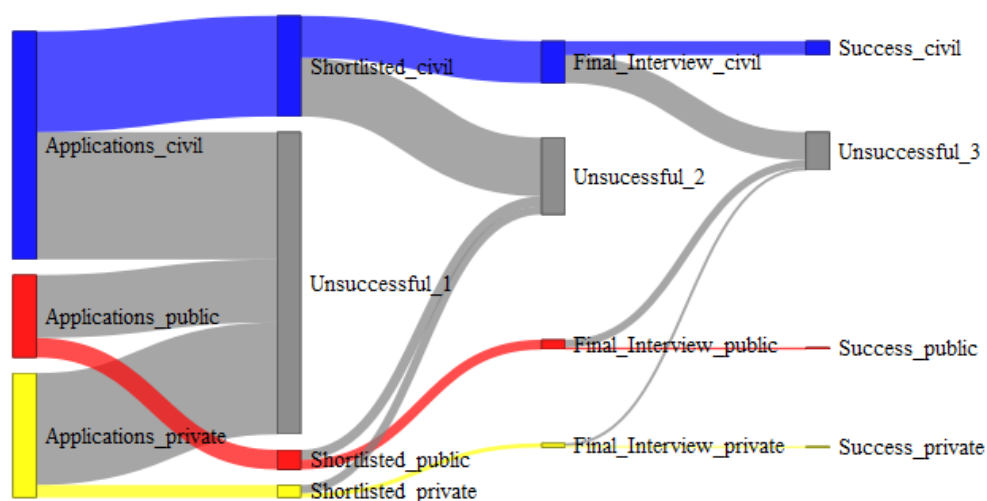 Applications_civil
Applications_public
Applications_private
Shortlisted_civil
Unsuccessful_1
Shortlisted_public
Shortlisted_private
Final_Interview_civil
Unsucessful_2
Final_Interview_public
Final_Interview_private
Success_civil
Unsuccessful_3
Success_public
Success_private